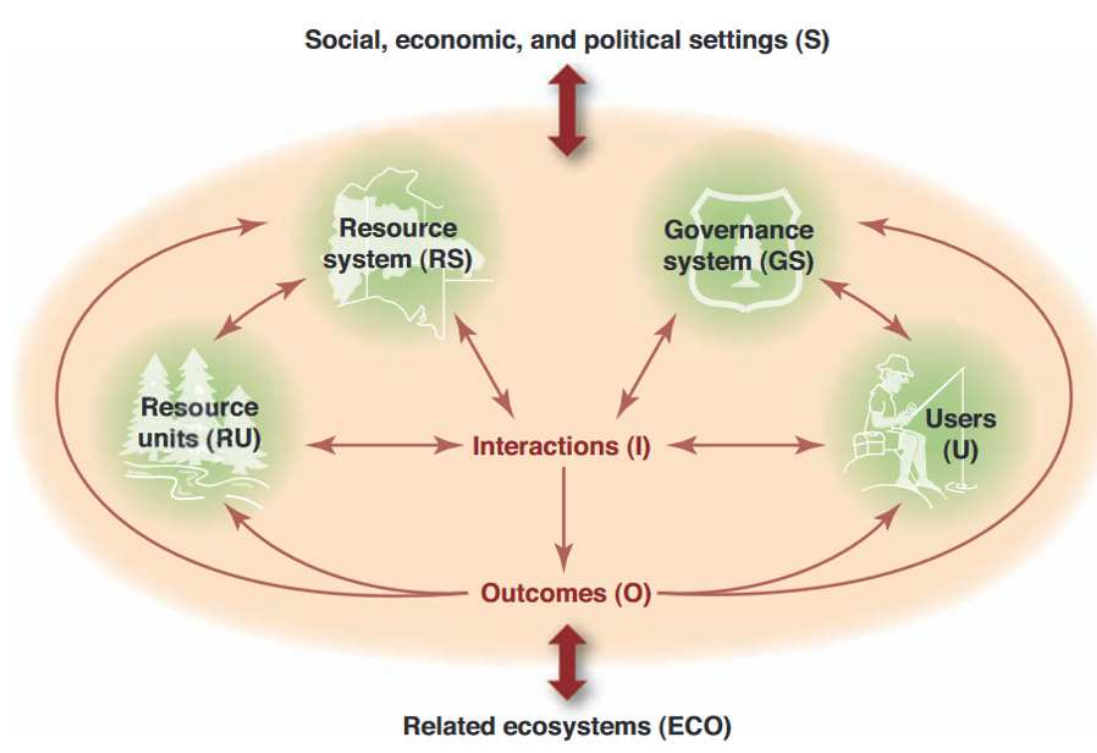 Social, economic, and political settings (S)
Resource
system (RS)
Governance
system (GS)
Resource
units (RU)
Interactions (I)
Users
(U)
Outcomes (O)
Related ecosystems (ECO)